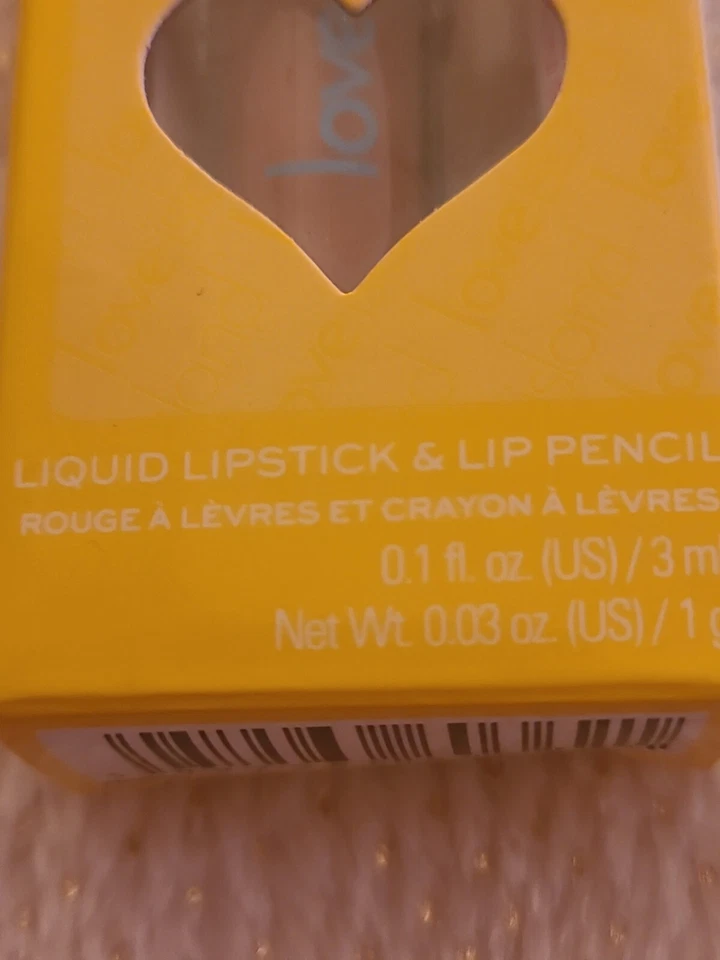 love
LIQUID LIPSTICK & LIP PENCIL
ROUGE À LÈVRES ET CRAYON À LÈVRES
0.1 fl. oz. (US) / 3 ml
Net Wt. 0.03 oz. (US) / 1 g